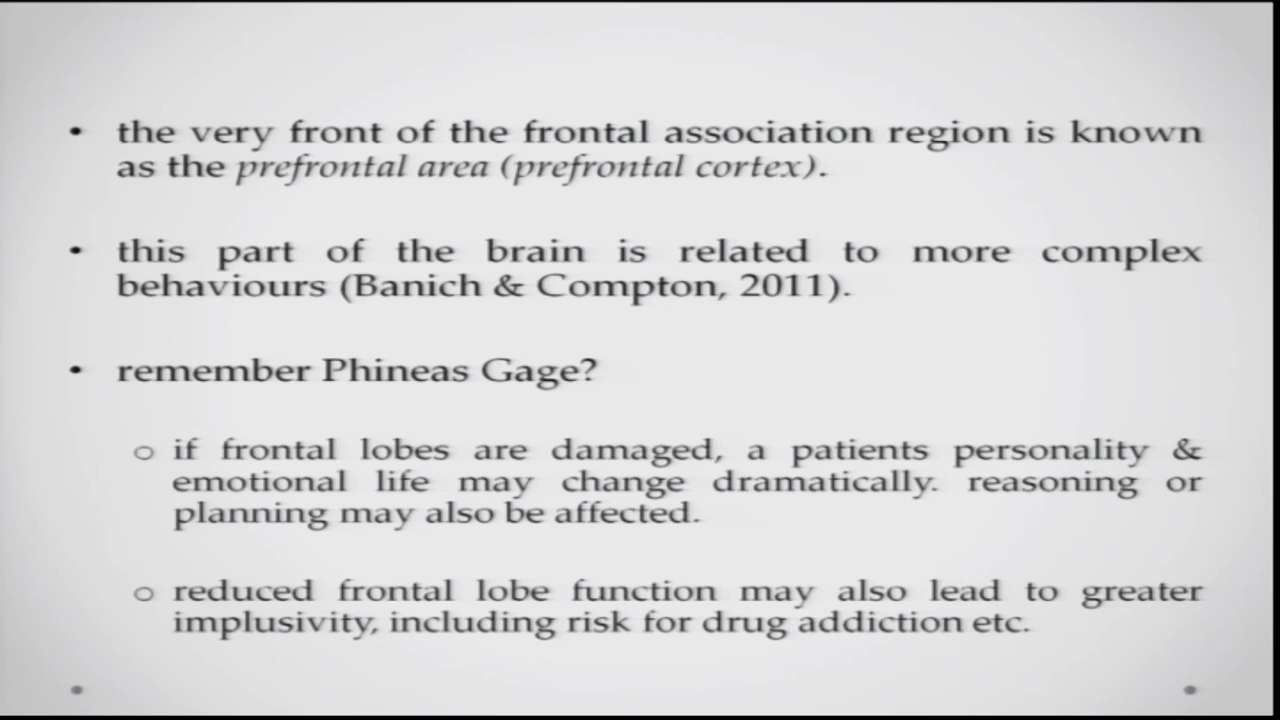 • the very front of the frontal association region is known
as the prefrontal area (prefrontal cortex).
• this part of the brain is related to more complex
behaviours (Banich & Compton, 2011).
• remember Phineas Gage?
○ if frontal lobes are damaged, a patients personality &
emotional life may change dramatically. reasoning or
planning may also be affected.
○ reduced frontal lobe function may also lead to greater
implusivity, including risk for drug addiction etc.